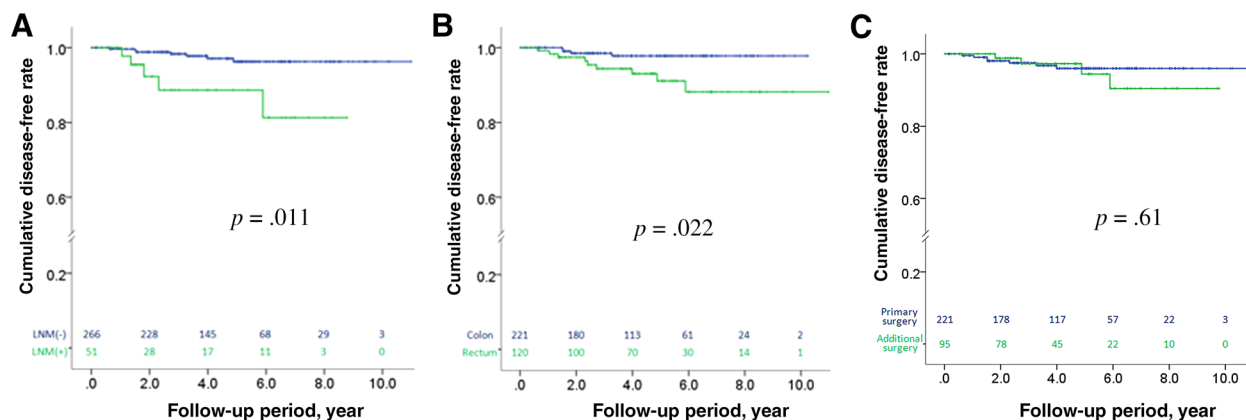 A
Cumulative disease-free rate
1.0
0.8
0.6
0.2
p = .011
LNM(-) 266 228 145 68 29 3
LNM(+) 51 28 17 11 3 0
.0 2.0 4.0 6.0 8.0 10.0
Follow-up period, year
B
Cumulative disease-free rate
1.0
0.8
0.6
0.2
p = .022
Colon 221 180 113 61 24 2
Rectum 120 100 70 30 14 1
.0 2.0 4.0 6.0 8.0 10.0
Follow-up period, year
C
Cumulative disease-free rate
1.0
0.8
0.6
0.2
p = .61
Primary
surgery 221 178 117 57 22 3
Additional
surgery 95 78 45 22 10 0
.0 2.0 4.0 6.0 8.0 10.0
Follow-up period, year